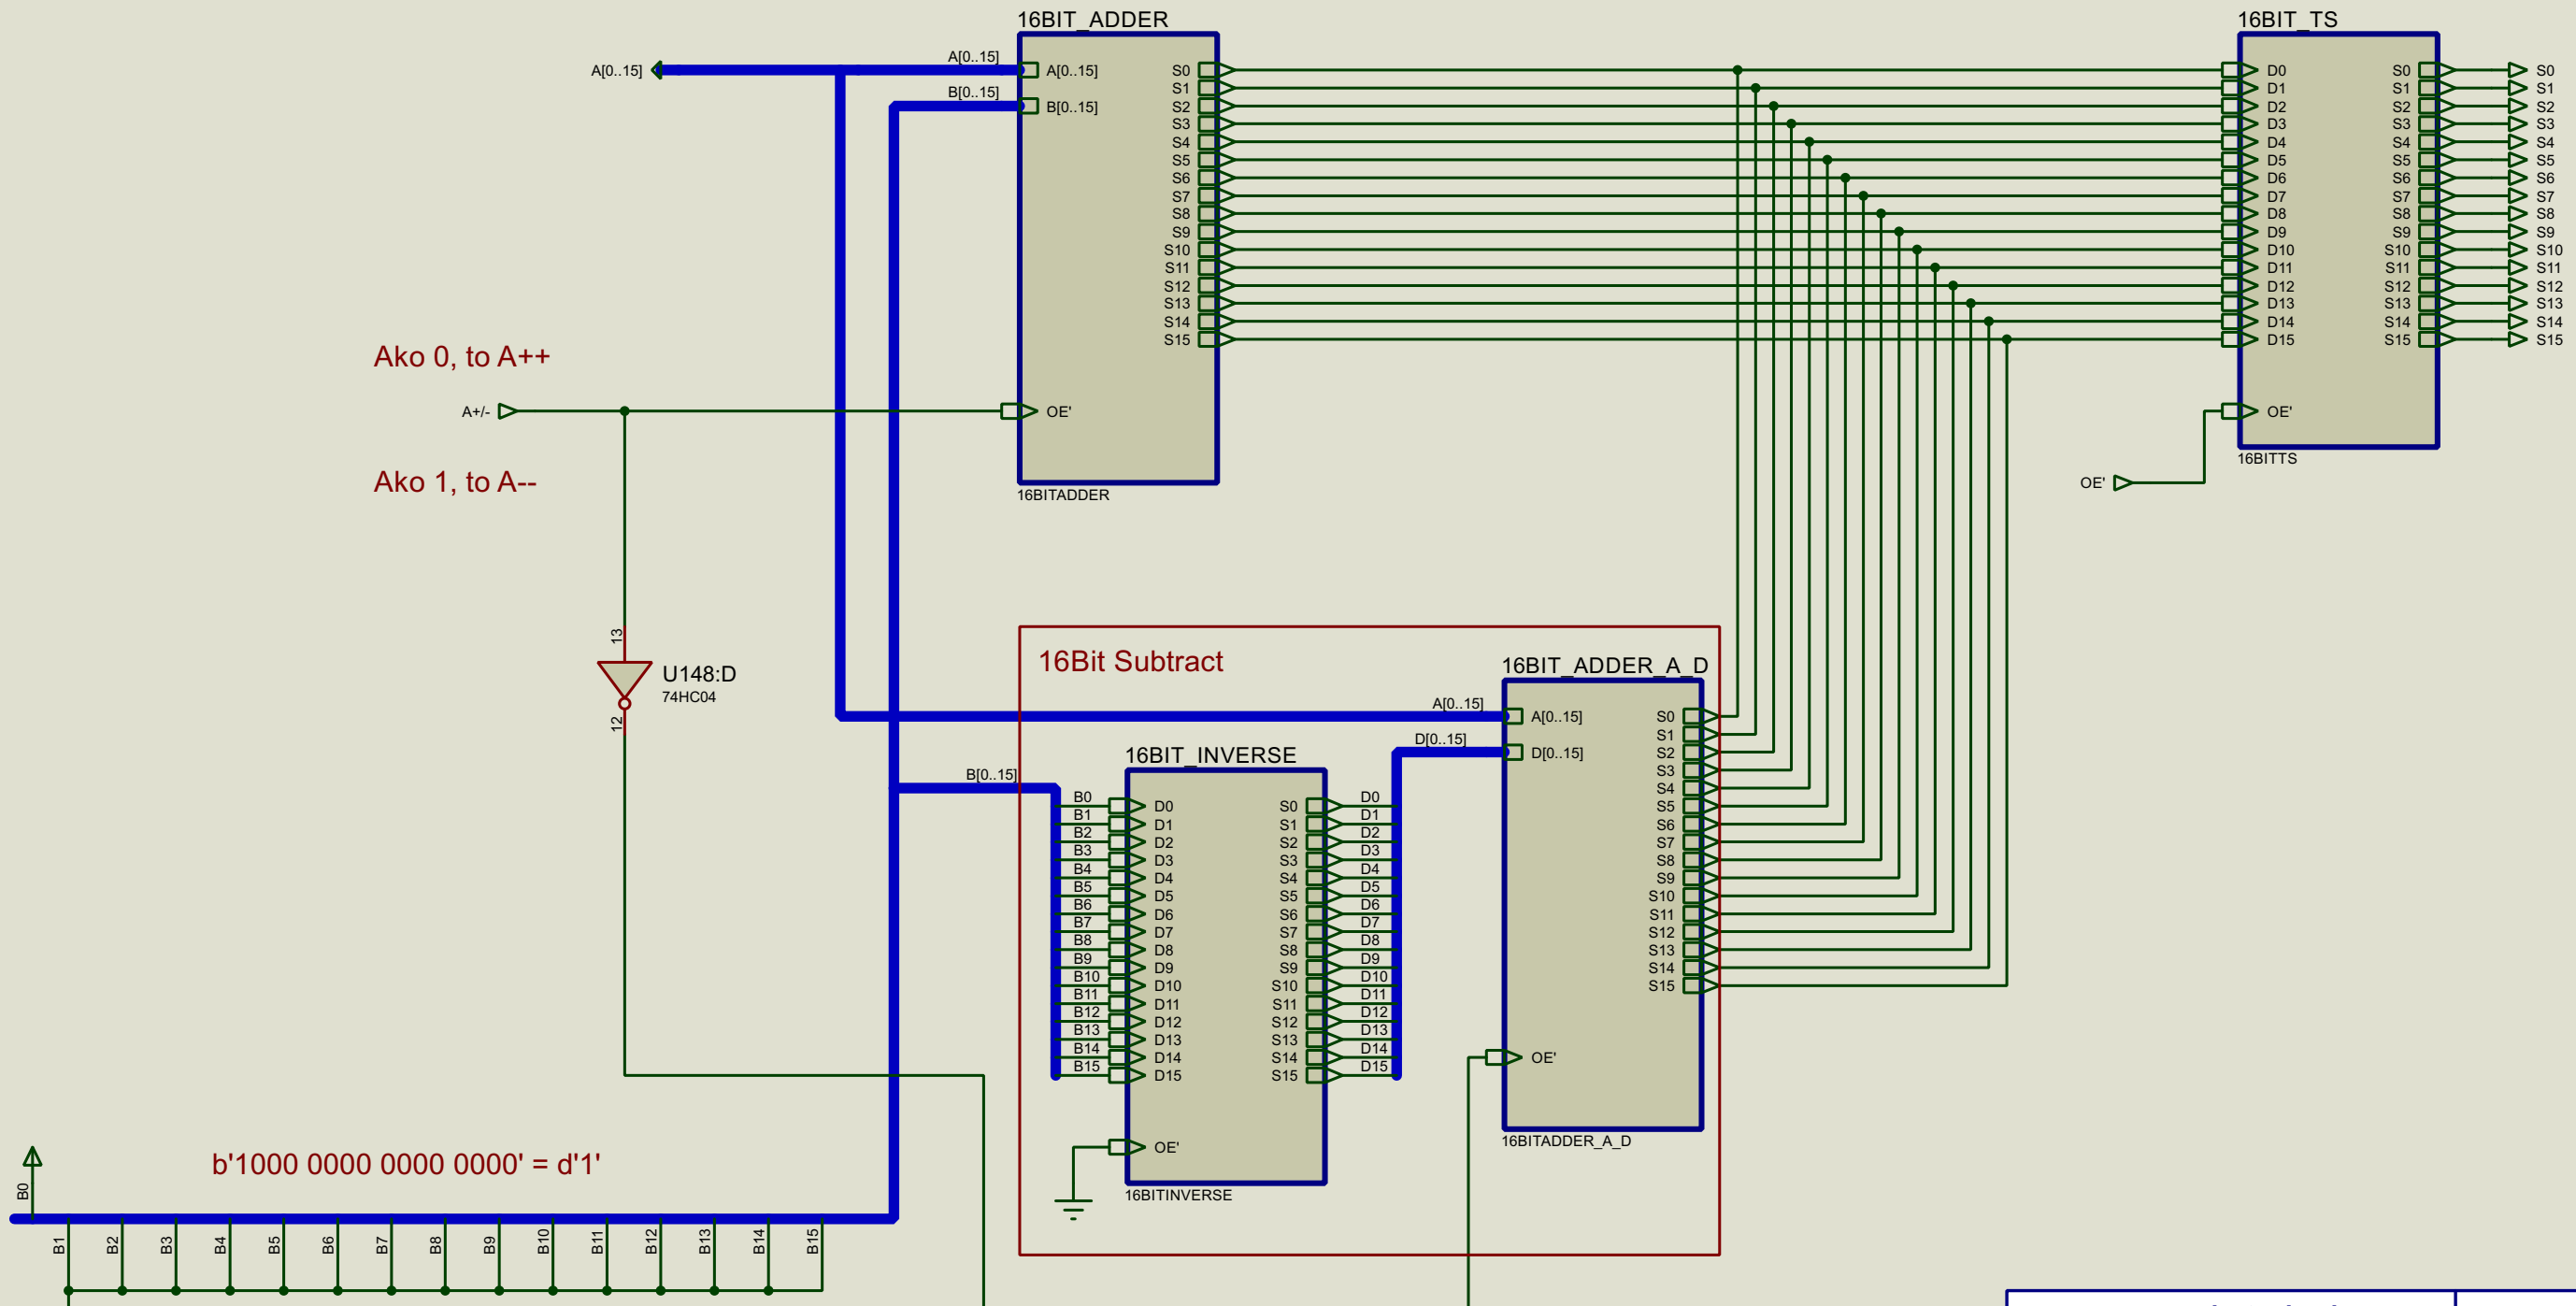 16BIT_ADDER
A[0..15]
A[0..15]
A[0..15]
B[0..15]
B[0..15]
S0
S1
S2
S3
S4
S5
S6
S7
S8
S9
S10
S11
S12
S13
S14
S15
OE'
16BITADDER
16BIT_TS
D0
D1
D2
D3
D4
D5
D6
D7
D8
D9
D10
D11
D12
D13
D14
D15
S0
S1
S2
S3
S4
S5
S6
S7
S8
S9
S10
S11
S12
S13
S14
S15
S0
S1
S2
S3
S4
S5
S6
S7
S8
S9
S10
S11
S12
S13
S14
S15
OE'
16BITTS
OE'
Ako 0, to A++
A+/-
Ako 1, to A--
13
U148:D
74HC04
12
16Bit Subtract
16BIT_ADDER_A_D
A[0..15]
A[0..15]
D[0..15]
D[0..15]
S0
S1
S2
S3
S4
S5
S6
S7
S8
S9
S10
S11
S12
S13
S14
S15
OE'
16BITADDER_A_D
16BIT_INVERSE
B[0..15]
B0
B1
B2
B3
B4
B5
B6
B7
B8
B9
B10
B11
B12
B13
B14
B15
D0
D1
D2
D3
D4
D5
D6
D7
D8
D9
D10
D11
D12
D13
D14
D15
S0
S1
S2
S3
S4
S5
S6
S7
S8
S9
S10
S11
S12
S13
S14
S15
D0
D1
D2
D3
D4
D5
D6
D7
D8
D9
D10
D11
D12
D13
D14
D15
OE'
16BITINVERSE
b'1000 0000 0000 0000' = d'1'
B0
B1
B2
B3
B4
B5
B6
B7
B8
B9
B10
B11
B12
B13
B14
B15